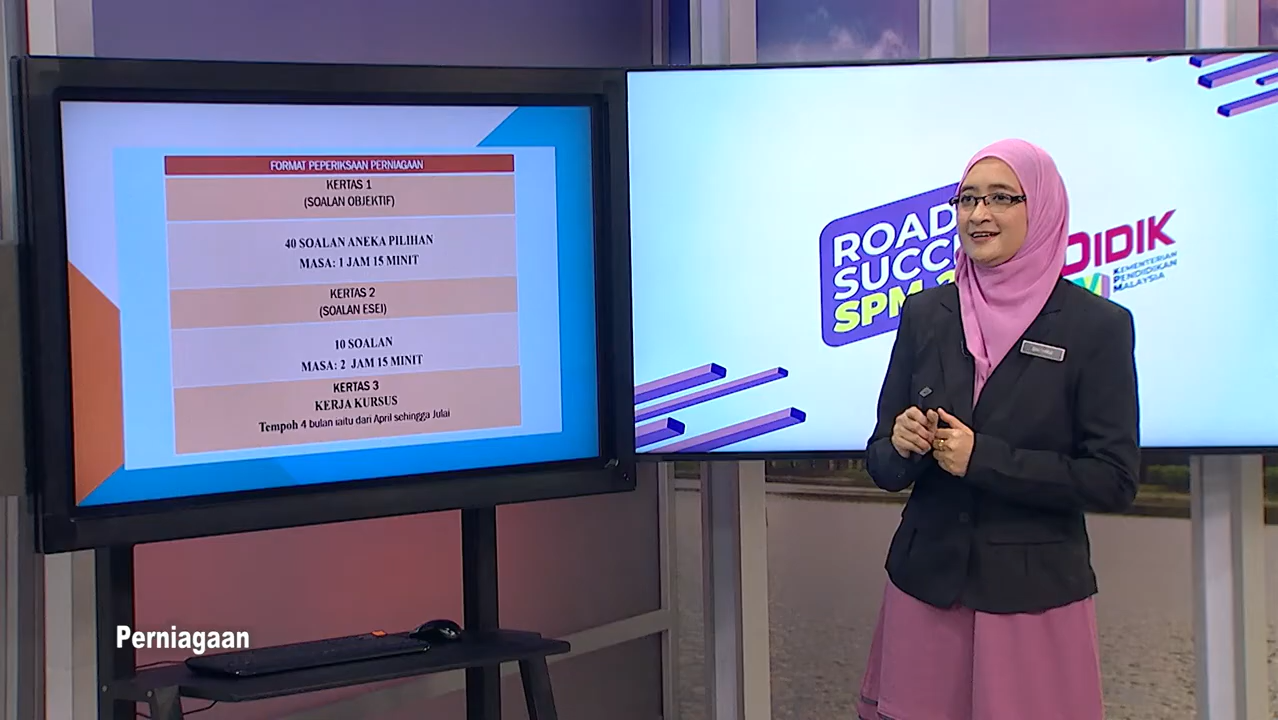 FORMAT PEPERIKSAAN PERNIAGAAN
KERTAS 1
(SOALAN OBJEKTIF)
40 SOALAN ANEKA PILIHAN
MASA: 1 JAM 15 MINIT
KERTAS 2
(SOALAN ESEI)
10 SOALAN
MASA: 2 JAM 15 MINIT
KERTAS 3
KERJA KURSUS
Tempoh 4 bulan iaitu dari April sehingga Julai
ROAD
SUCC
SPM
DIDIK
KEMENTERIAN
PENDIDIKAN
MALAYSIA
Perniagaan